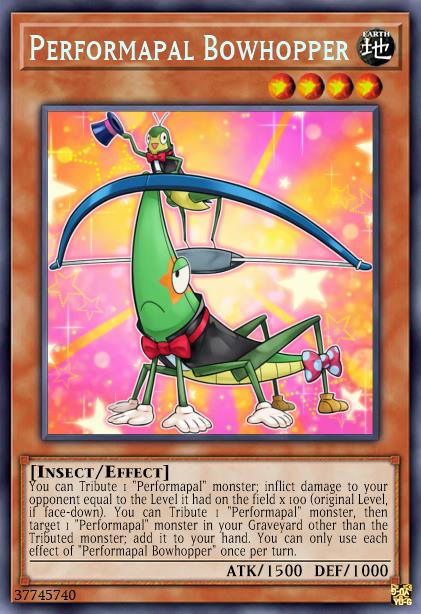 PERFORMAPAL BOWHOPPER
EARTH
地
[INSECT/EFFECT]
You can Tribute 1 "Performapal" monster; inflict damage to your
opponent equal to the Level it had on the field x 100 (original Level,
if face-down). You can Tribute 1 "Performapal" monster, then
target 1 "Performapal" monster in your Graveyard other than the
Tributed monster; add it to your hand. You can only use each
effect of "Performapal Bowhopper" once per turn.
ATK/1500 DEF/1000
37745740